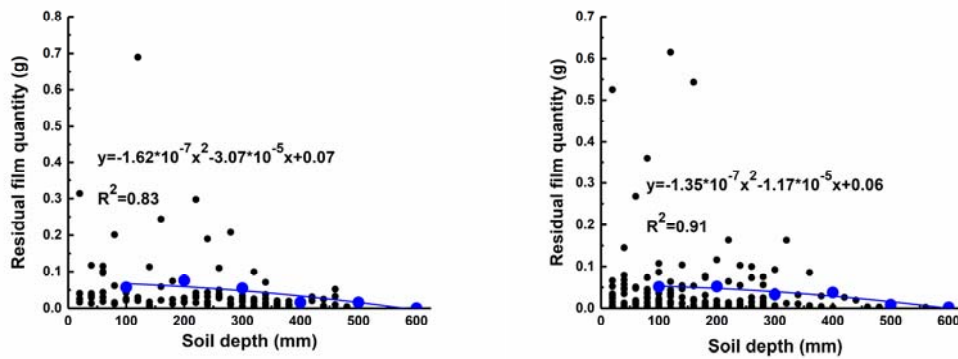 0.8
0.7
0.6
0.5
0.4
0.3
0.2
0.1
0.0
Residual film quantity (g)
y=-1.62*10^-7x^2-3.07*10^-5x+0.07
R^2=0.83
0 100 200 300 400 500 600
Soil depth (mm)
0.7
0.6
0.5
0.4
0.3
0.2
0.1
0.0
Residual film quantity (g)
y=-1.35*10^-7x^2-1.17*10^-5x+0.06
R^2=0.91
0 100 200 300 400 500 600
Soil depth (mm)